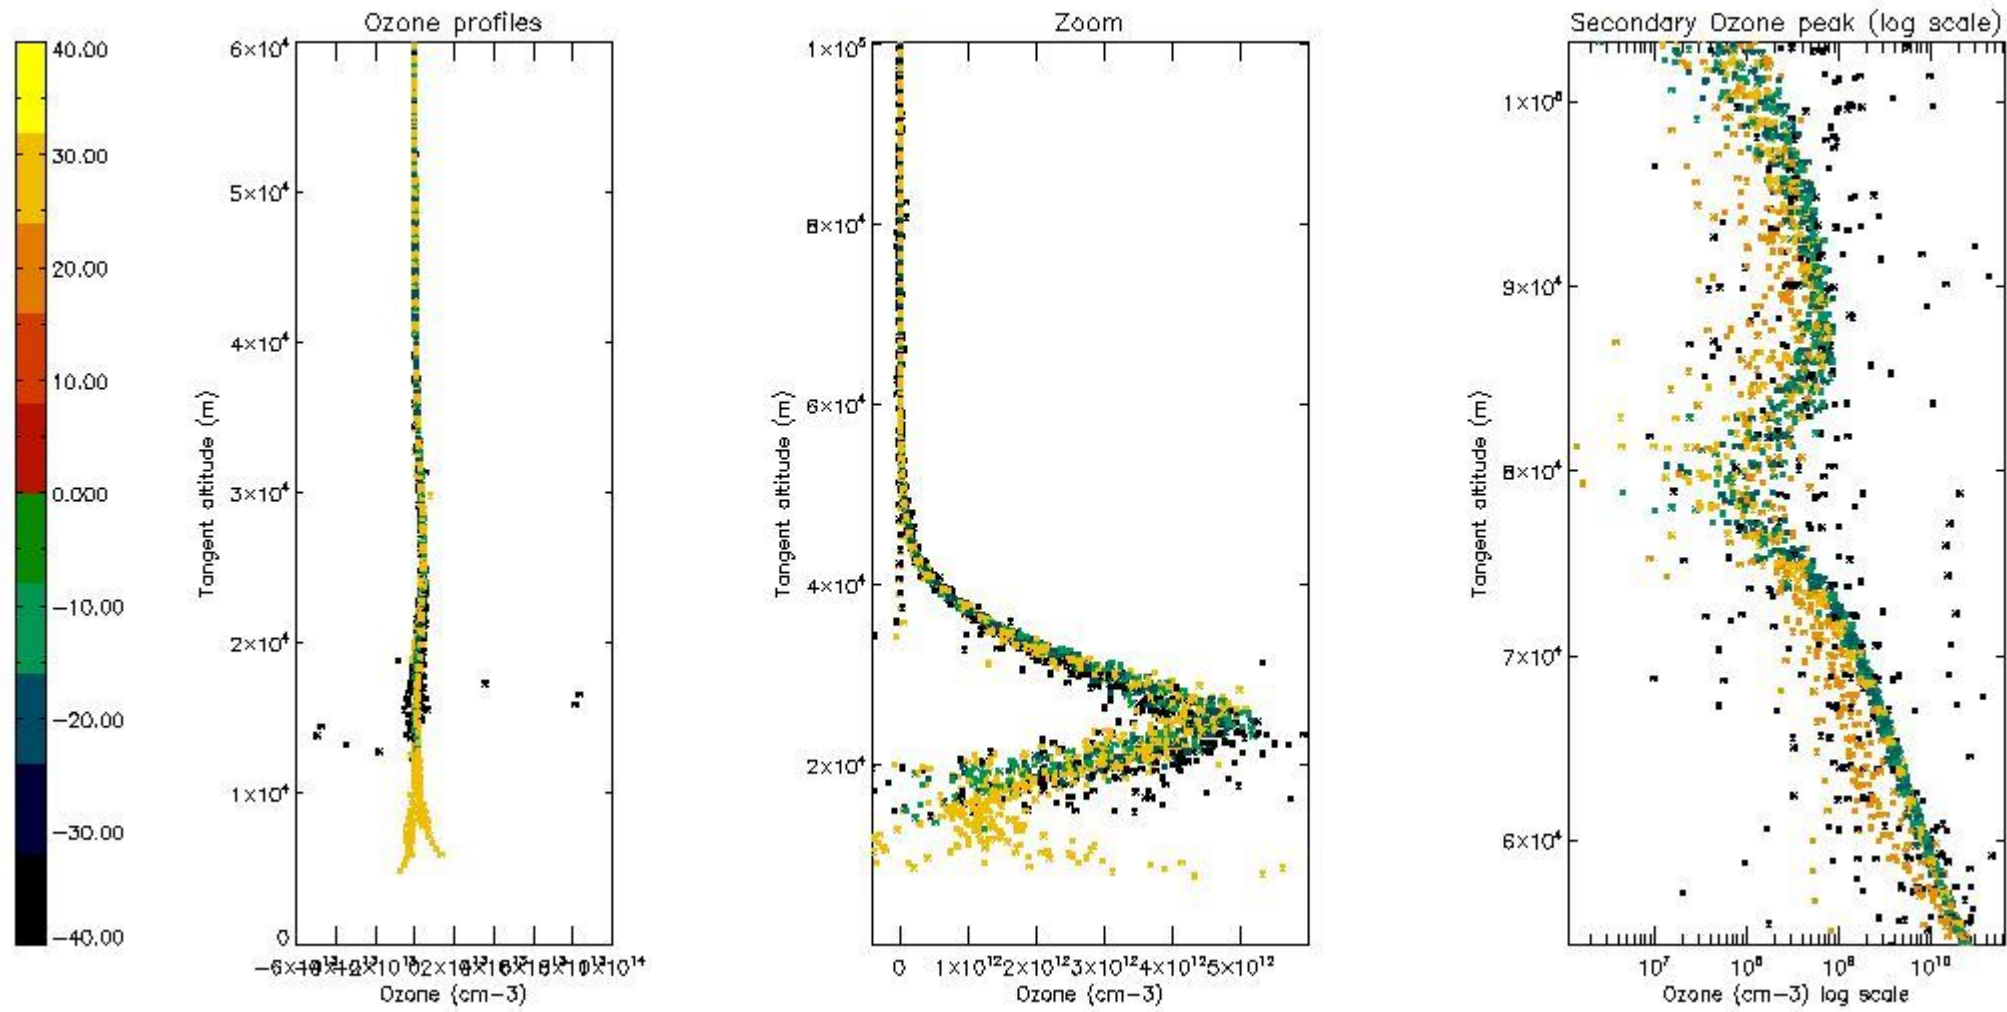 Ozone profiles
Zoom
Secondary Ozone peak (log scale)
40.00
30.00
20.00
10.00
0.00
−10.00
−20.00
−30.00
−40.00
6×10⁴
5×10⁴
4×10⁴
3×10⁴
2×10⁴
1×10⁴
0
Tangent altitude (m)
Ozone (cm−3)
1×10⁵
8×10⁴
6×10⁴
4×10⁴
2×10⁴
Tangent altitude (m)
0 1×10¹² 2×10¹² 3×10¹² 4×10¹² 5×10¹²
Ozone (cm−3)
1×10⁵
9×10⁴
8×10⁴
7×10⁴
6×10⁴
Tangent altitude (m)
10⁷ 10⁸ 10⁹ 10¹⁰
Ozone (cm−3) log scale